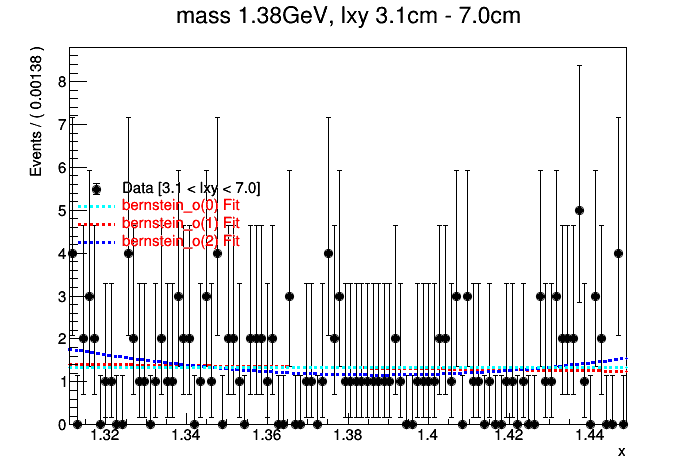 mass 1.38GeV, lxy 3.1cm - 7.0cm
Events / ( 0.00138 )
8
7
6
5
4
3
2
1
0
Data [3.1 < lxy < 7.0]
bernstein_o(0) Fit
bernstein_o(1) Fit
bernstein_o(2) Fit
1.32 1.34 1.36 1.38 1.4 1.42 1.44
x